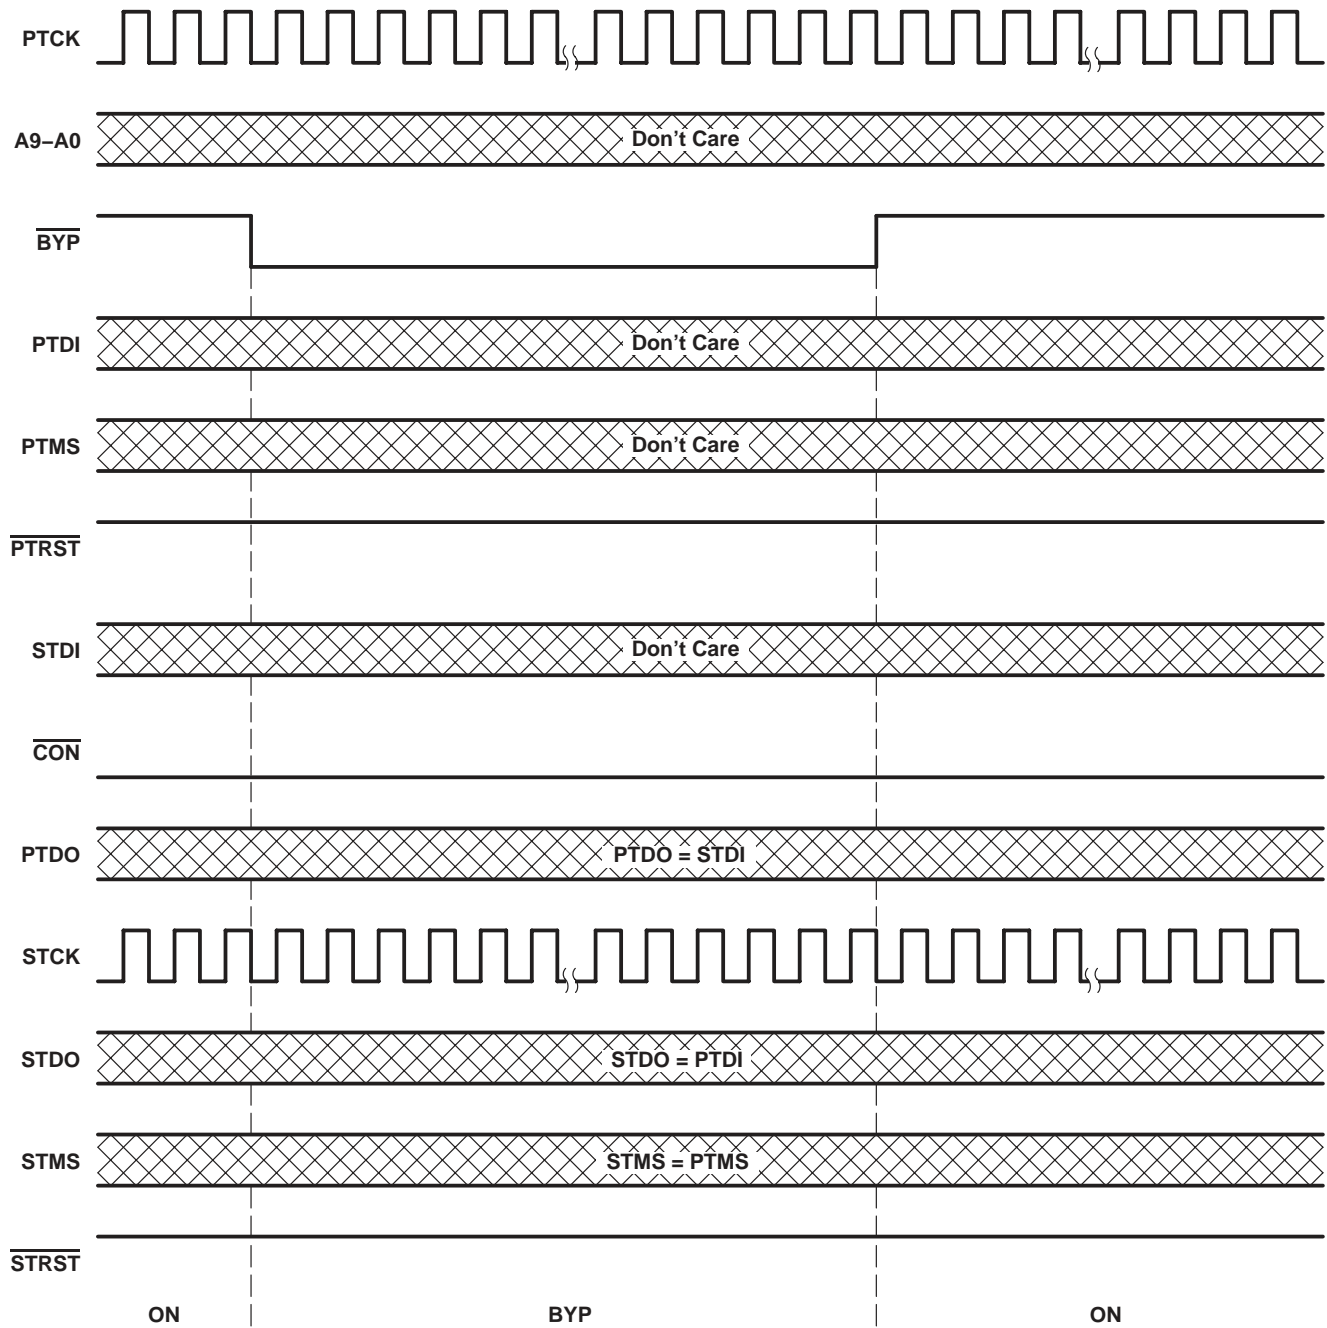 PTCK
A9–A0 Don’t Care
BYP
PTDI Don’t Care
PTMS Don’t Care
PTRST
STDI Don’t Care
CON
PTDO PTDO = STDI
STCK
STDO STDO = PTDI
STMS STMS = PTMS
STRST
ON BYP ON